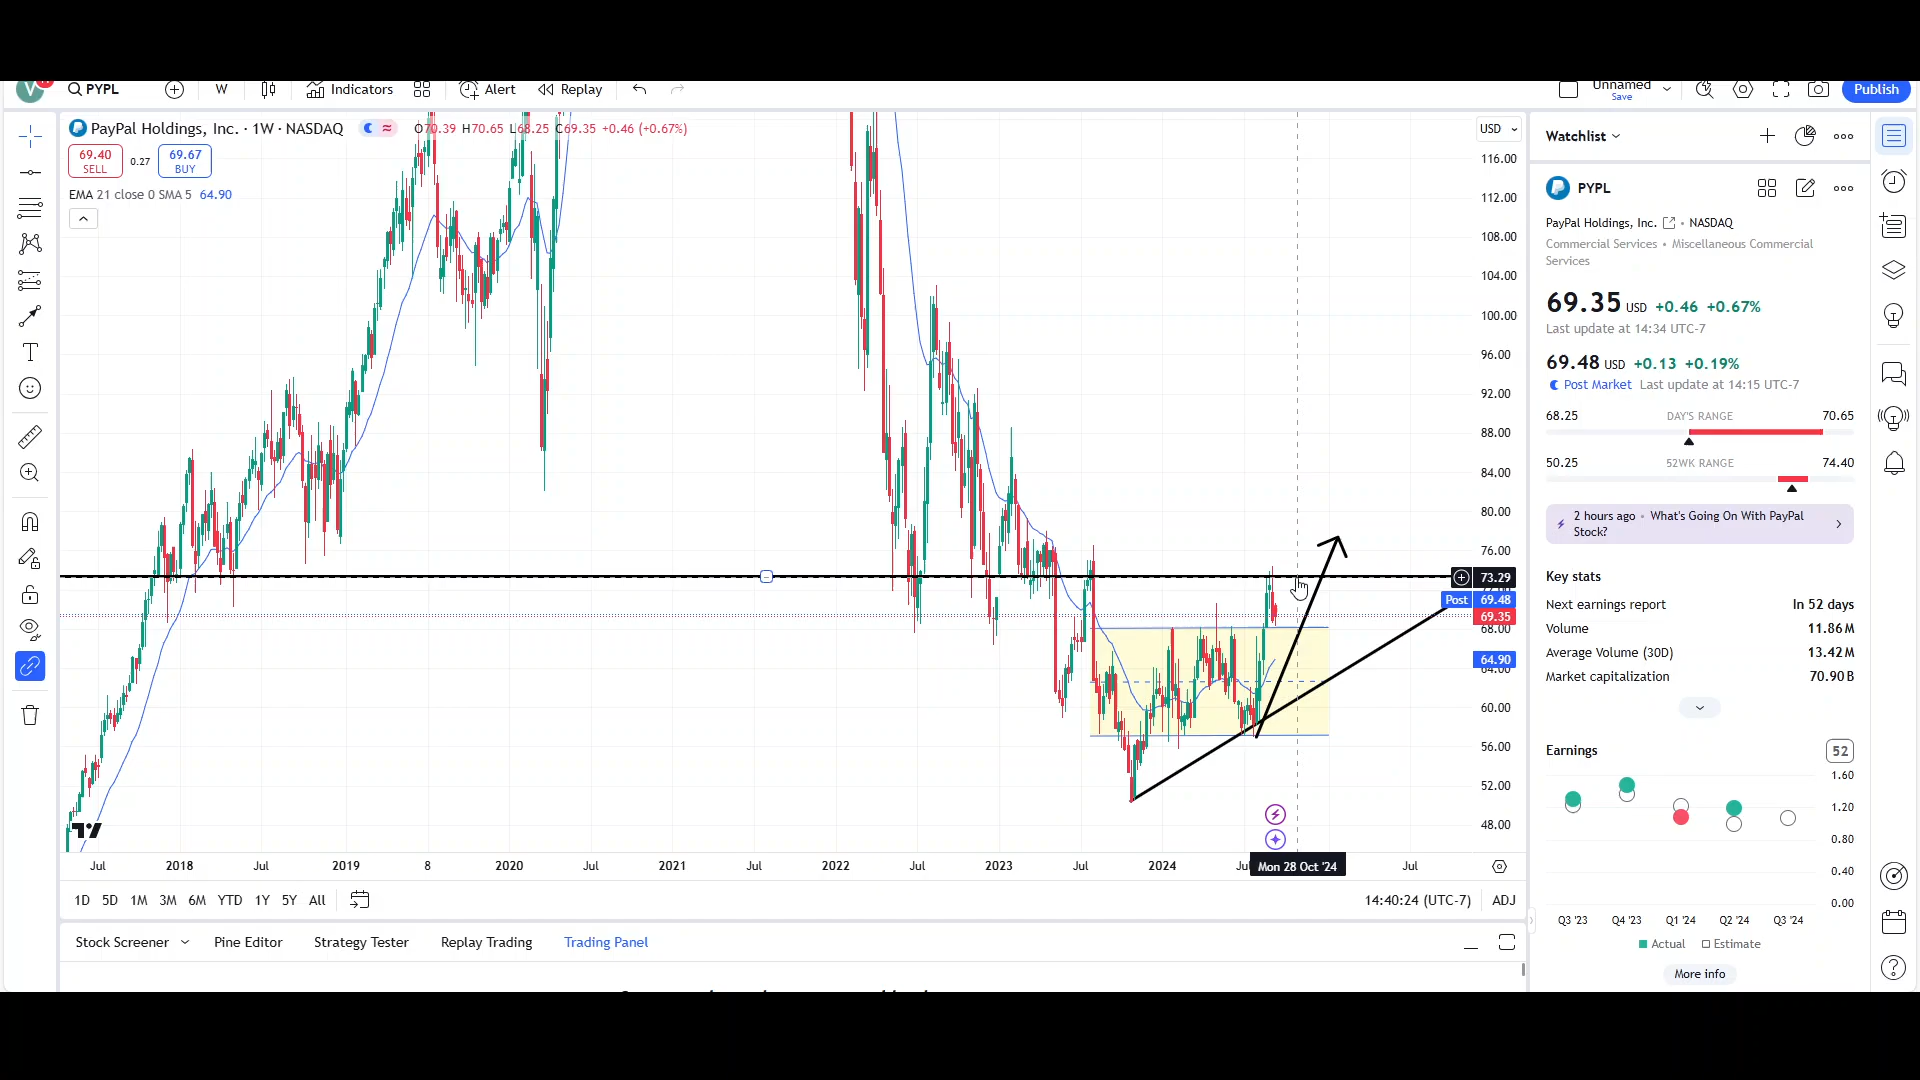 V
PYPL
W
Indicators
Alert
Replay
Unnamed
Save
Publish
PayPal Holdings, Inc. · 1W · NASDAQ
O70.39 H70.65 L68.25 C69.35 +0.46 (+0.67%)
USD
69.40
SELL
0.27
69.67
BUY
EMA 21 close 0 SMA 5 64.90
116.00
112.00
108.00
104.00
100.00
96.00
92.00
88.00
84.00
80.00
76.00
73.29
Post 69.48
69.35
68.00
64.90
60.00
56.00
52.00
48.00
Jul 2018 Jul 2019 8 2020 Jul 2021 Jul 2022 Jul 2023 Jul 2024 Mon 28 Oct '24 Jul
1D 5D 1M 3M 6M YTD 1Y 5Y All
14:40:24 (UTC-7) ADJ
Stock Screener Pine Editor Strategy Tester Replay Trading Trading Panel
Watchlist
PYPL
PayPal Holdings, Inc. • NASDAQ
Commercial Services • Miscellaneous Commercial
Services
69.35 USD +0.46 +0.67%
Last update at 14:34 UTC-7
69.48 USD +0.13 +0.19%
Post Market Last update at 14:15 UTC-7
68.25 DAY'S RANGE 70.65
50.25 52WK RANGE 74.40
2 hours ago • What's Going On With PayPal
Stock?
Key stats
Next earnings report In 52 days
Volume 11.86M
Average Volume (30D) 13.42M
Market capitalization 70.90B
Earnings 52
1.60
1.20
0.80
0.40
0.00
Q3 '23 Q4 '23 Q1 '24 Q2 '24 Q3 '24
Actual Estimate
More info